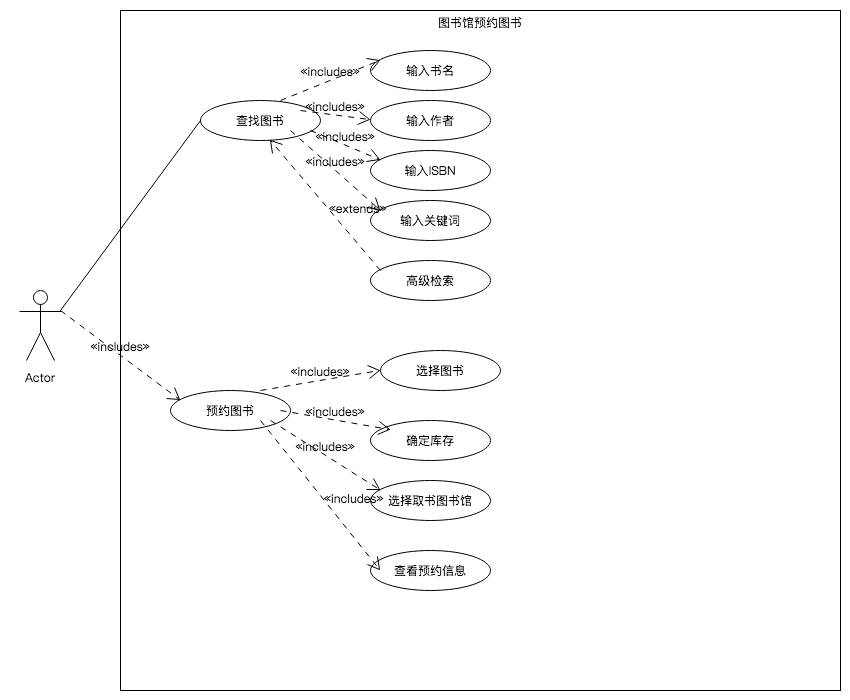 图书馆预约图书
«includes»
输入书名
查找图书
«includes»
输入作者
«includes»
输入ISBN
«includes»
输入关键词
«extends»
高级检索
Actor
«includes»
预约图书
«includes»
选择图书
«includes»
确定库存
«includes»
选择取书图书馆
«includes»
查看预约信息